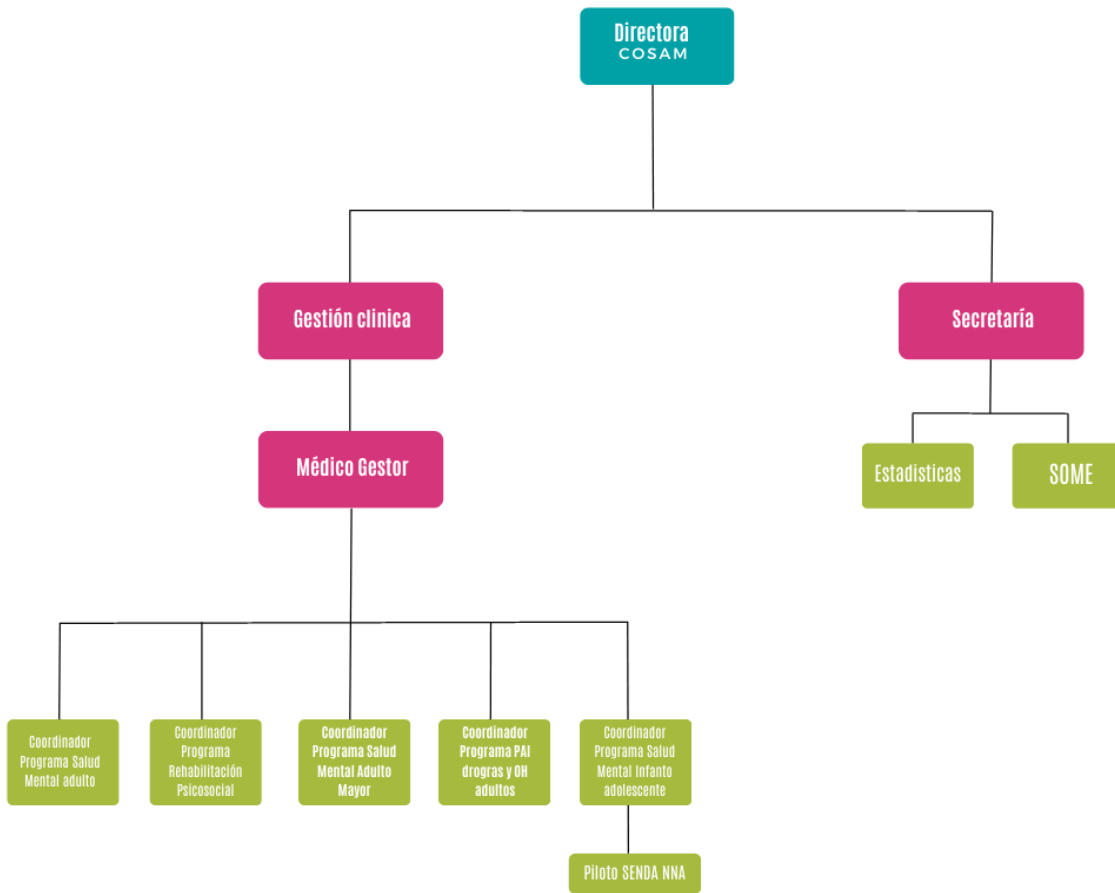 Directora
COSAM
Gestión clinica
Secretaría
Médico Gestor
Estadisticas
SOME
Coordinador
Programa Salud
Mental adulto
Coordinador
Programa
Rehabilitación
Psicosocial
Coordinador
Programa Salud
Mental Adulto
Mayor
Coordinador
Programa PAI
drogras y OH
adultos
Coordinador
Programa Salud
Mental Infanto
adolescente
Piloto SENDA NNA